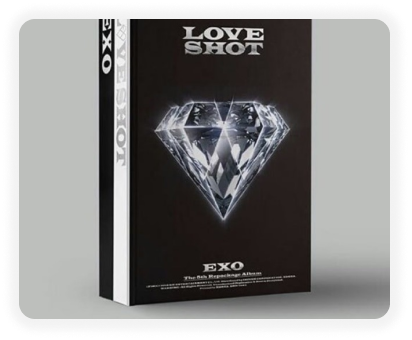 EXO
LOVE SHOT
LOVE
SHOT
EXO
The 5th Repackage Album